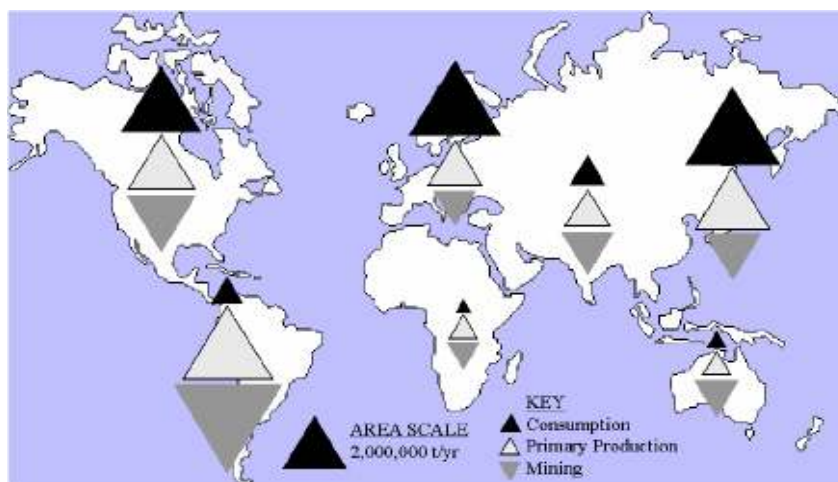 AREA SCALE
2,000,000 t/yr
KEY
Consumption
Primary Production
Mining